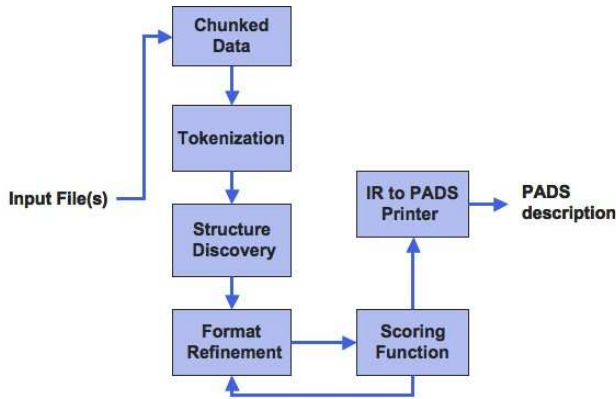 Chunked
Data
Tokenization
Input File(s)
IR to PADS
Printer
PADS
description
Structure
Discovery
Format
Refinement
Scoring
Function